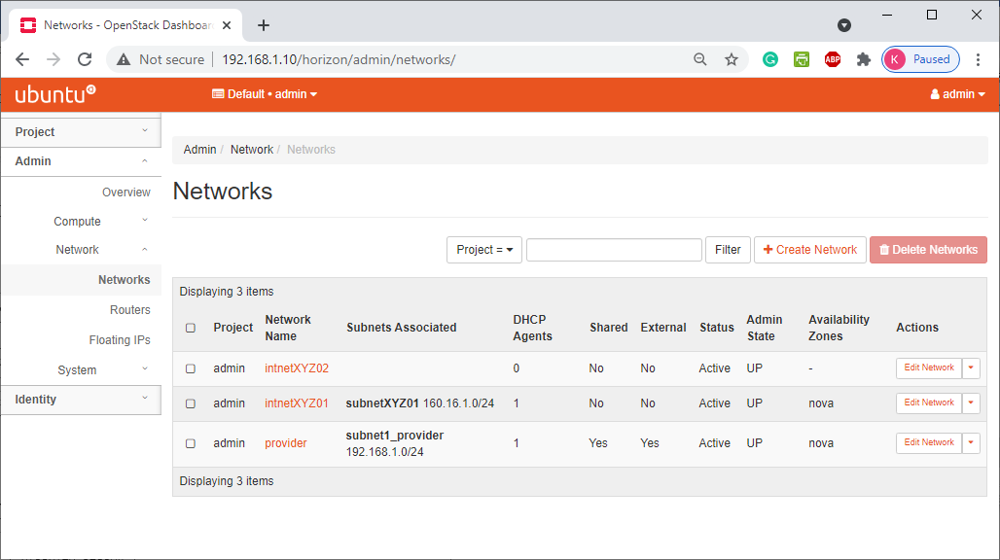 Networks - OpenStack Dashboar
Not secure 192.168.1.10/horizon/admin/networks/ ABP K Paused
ubuntu Default • admin admin
Project
Admin
Overview
Compute
Network
Networks
Routers
Floating IPs
System
Identity
Admin / Network / Networks
Networks
Project = Filter + Create Network Delete Networks
Displaying 3 items
Project Network Name Subnets Associated DHCP Agents Shared External Status Admin State Availability Zones Actions
admin intnetXYZ02 0 No No Active UP - Edit Network
admin intnetXYZ01 subnetXYZ01 160.16.1.0/24 1 No No Active UP nova Edit Network
admin provider subnet1_provider 192.168.1.0/24 1 Yes Yes Active UP nova Edit Network
Displaying 3 items